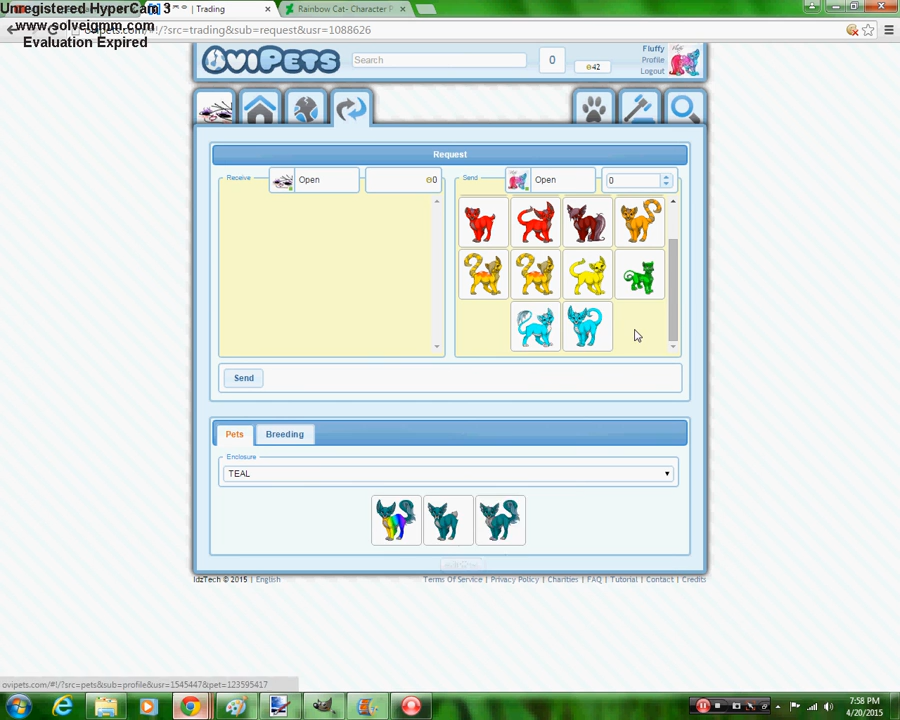 Unregistered HyperCam 3
www.solveigmm.com
Evaluation Expired
Trading
Rainbow Cat- Character P
/#!/?src=trading&sub=request&usr=1088626
OviPets
Search
0
42
Fluffy
Profile
Logout
Request
Receive
Open
0
Send
Open
0
Send
Pets
Breeding
Enclosure
TEAL
IdzTech © 2015 | English
Terms Of Service | Privacy Policy | Charities | FAQ | Tutorial | Contact | Credits
ovipets.com/#!/?src=pets&sub=profile&usr=1545447&pet=123595417
7:58 PM
4/20/2015